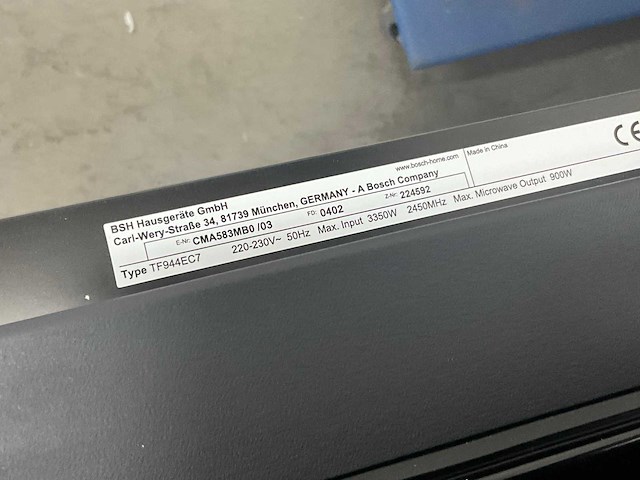 www.bosch-home.com
Made in China
CE
BSH Hausgeräte GmbH
Carl-Wery-Straße 34, 81739 München, GERMANY - A Bosch Company
E-Nr. CMA583MB0 /03 FD: 0402 Z-Nr. 224592
Type TF944EC7 220-230V~ 50Hz Max. Input 3350W 2450MHz Max. Microwave Output 900W